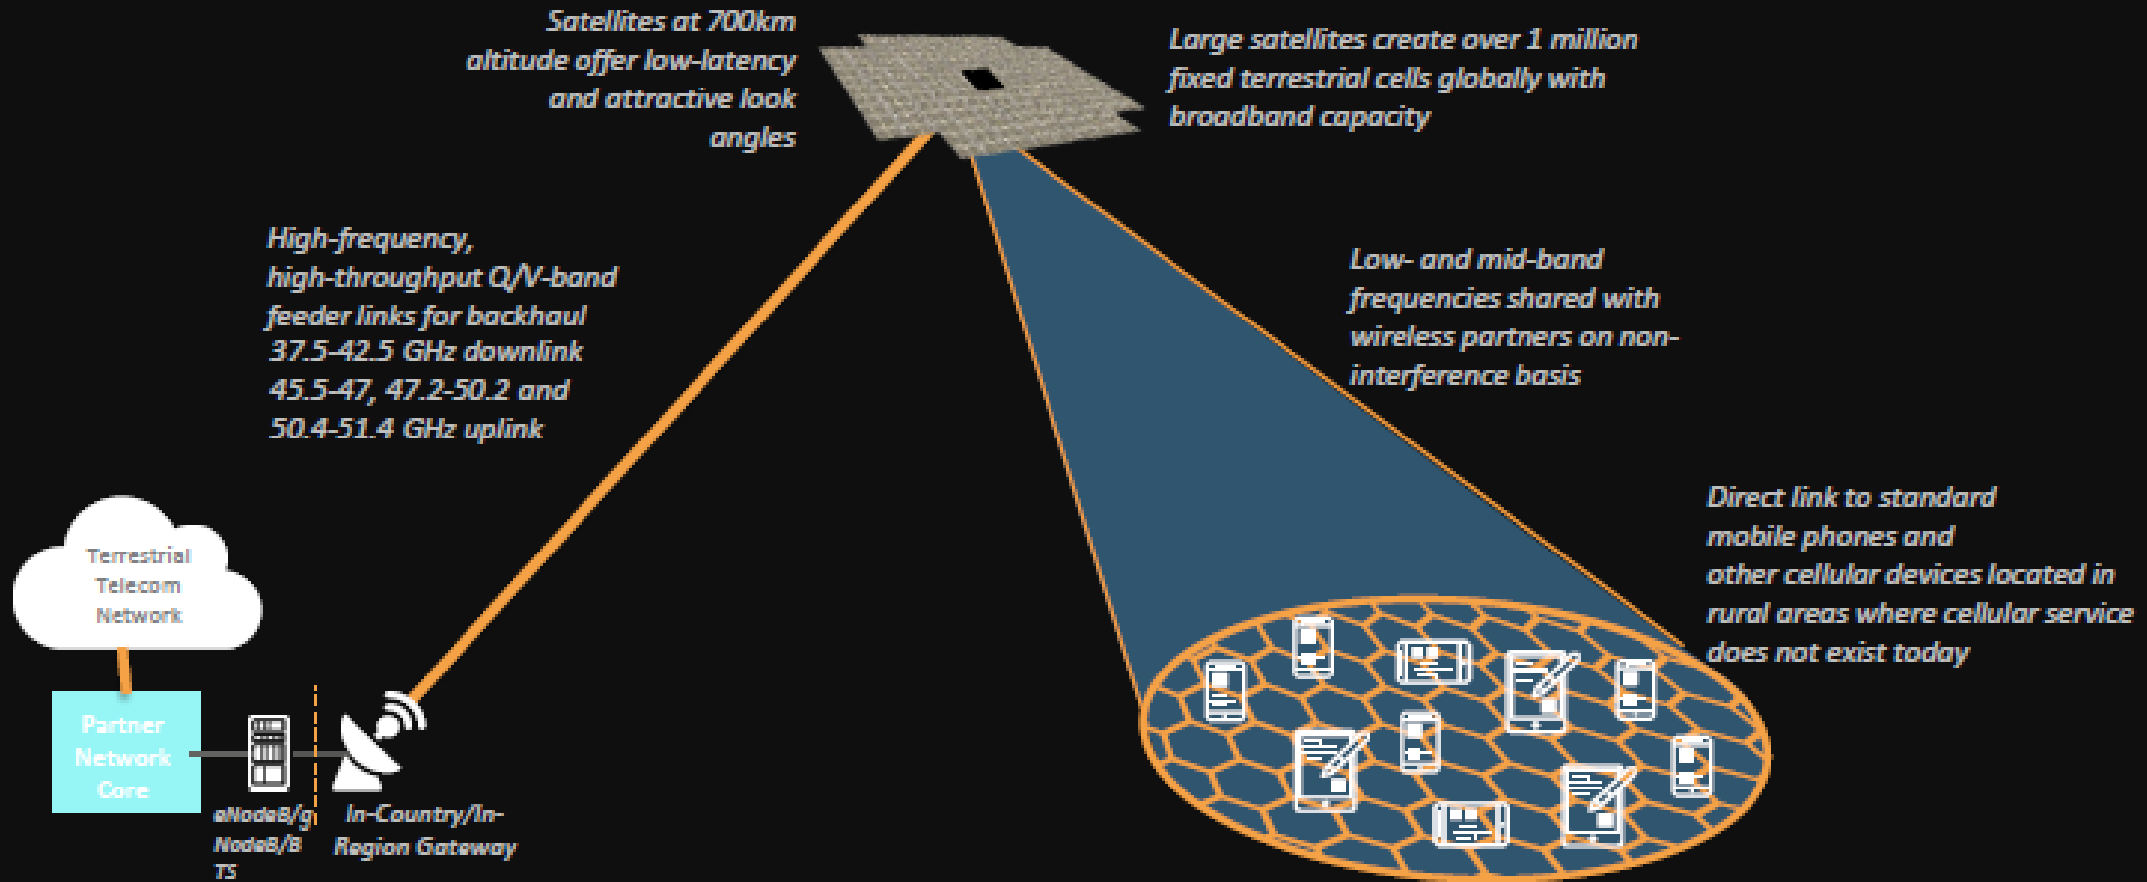 Satellites at 700km
altitude offer low-latency
and attractive look
angles
Large satellites create over 1 million
fixed terrestrial cells globally with
broadband capacity
High-frequency,
high-throughput Q/V-band
feeder links for backhaul
37.5-42.5 GHz downlink
45.5-47, 47.2-50.2 and
50.4-51.4 GHz uplink
Low- and mid-band
frequencies shared with
wireless partners on non-
interference basis
Direct link to standard
mobile phones and
other cellular devices located in
rural areas where cellular service
does not exist today
Terrestrial
Telecom
Network
Partner
Network
Core
eNodeB/g
NodeB/B
TS
In-Country/In-
Region Gateway